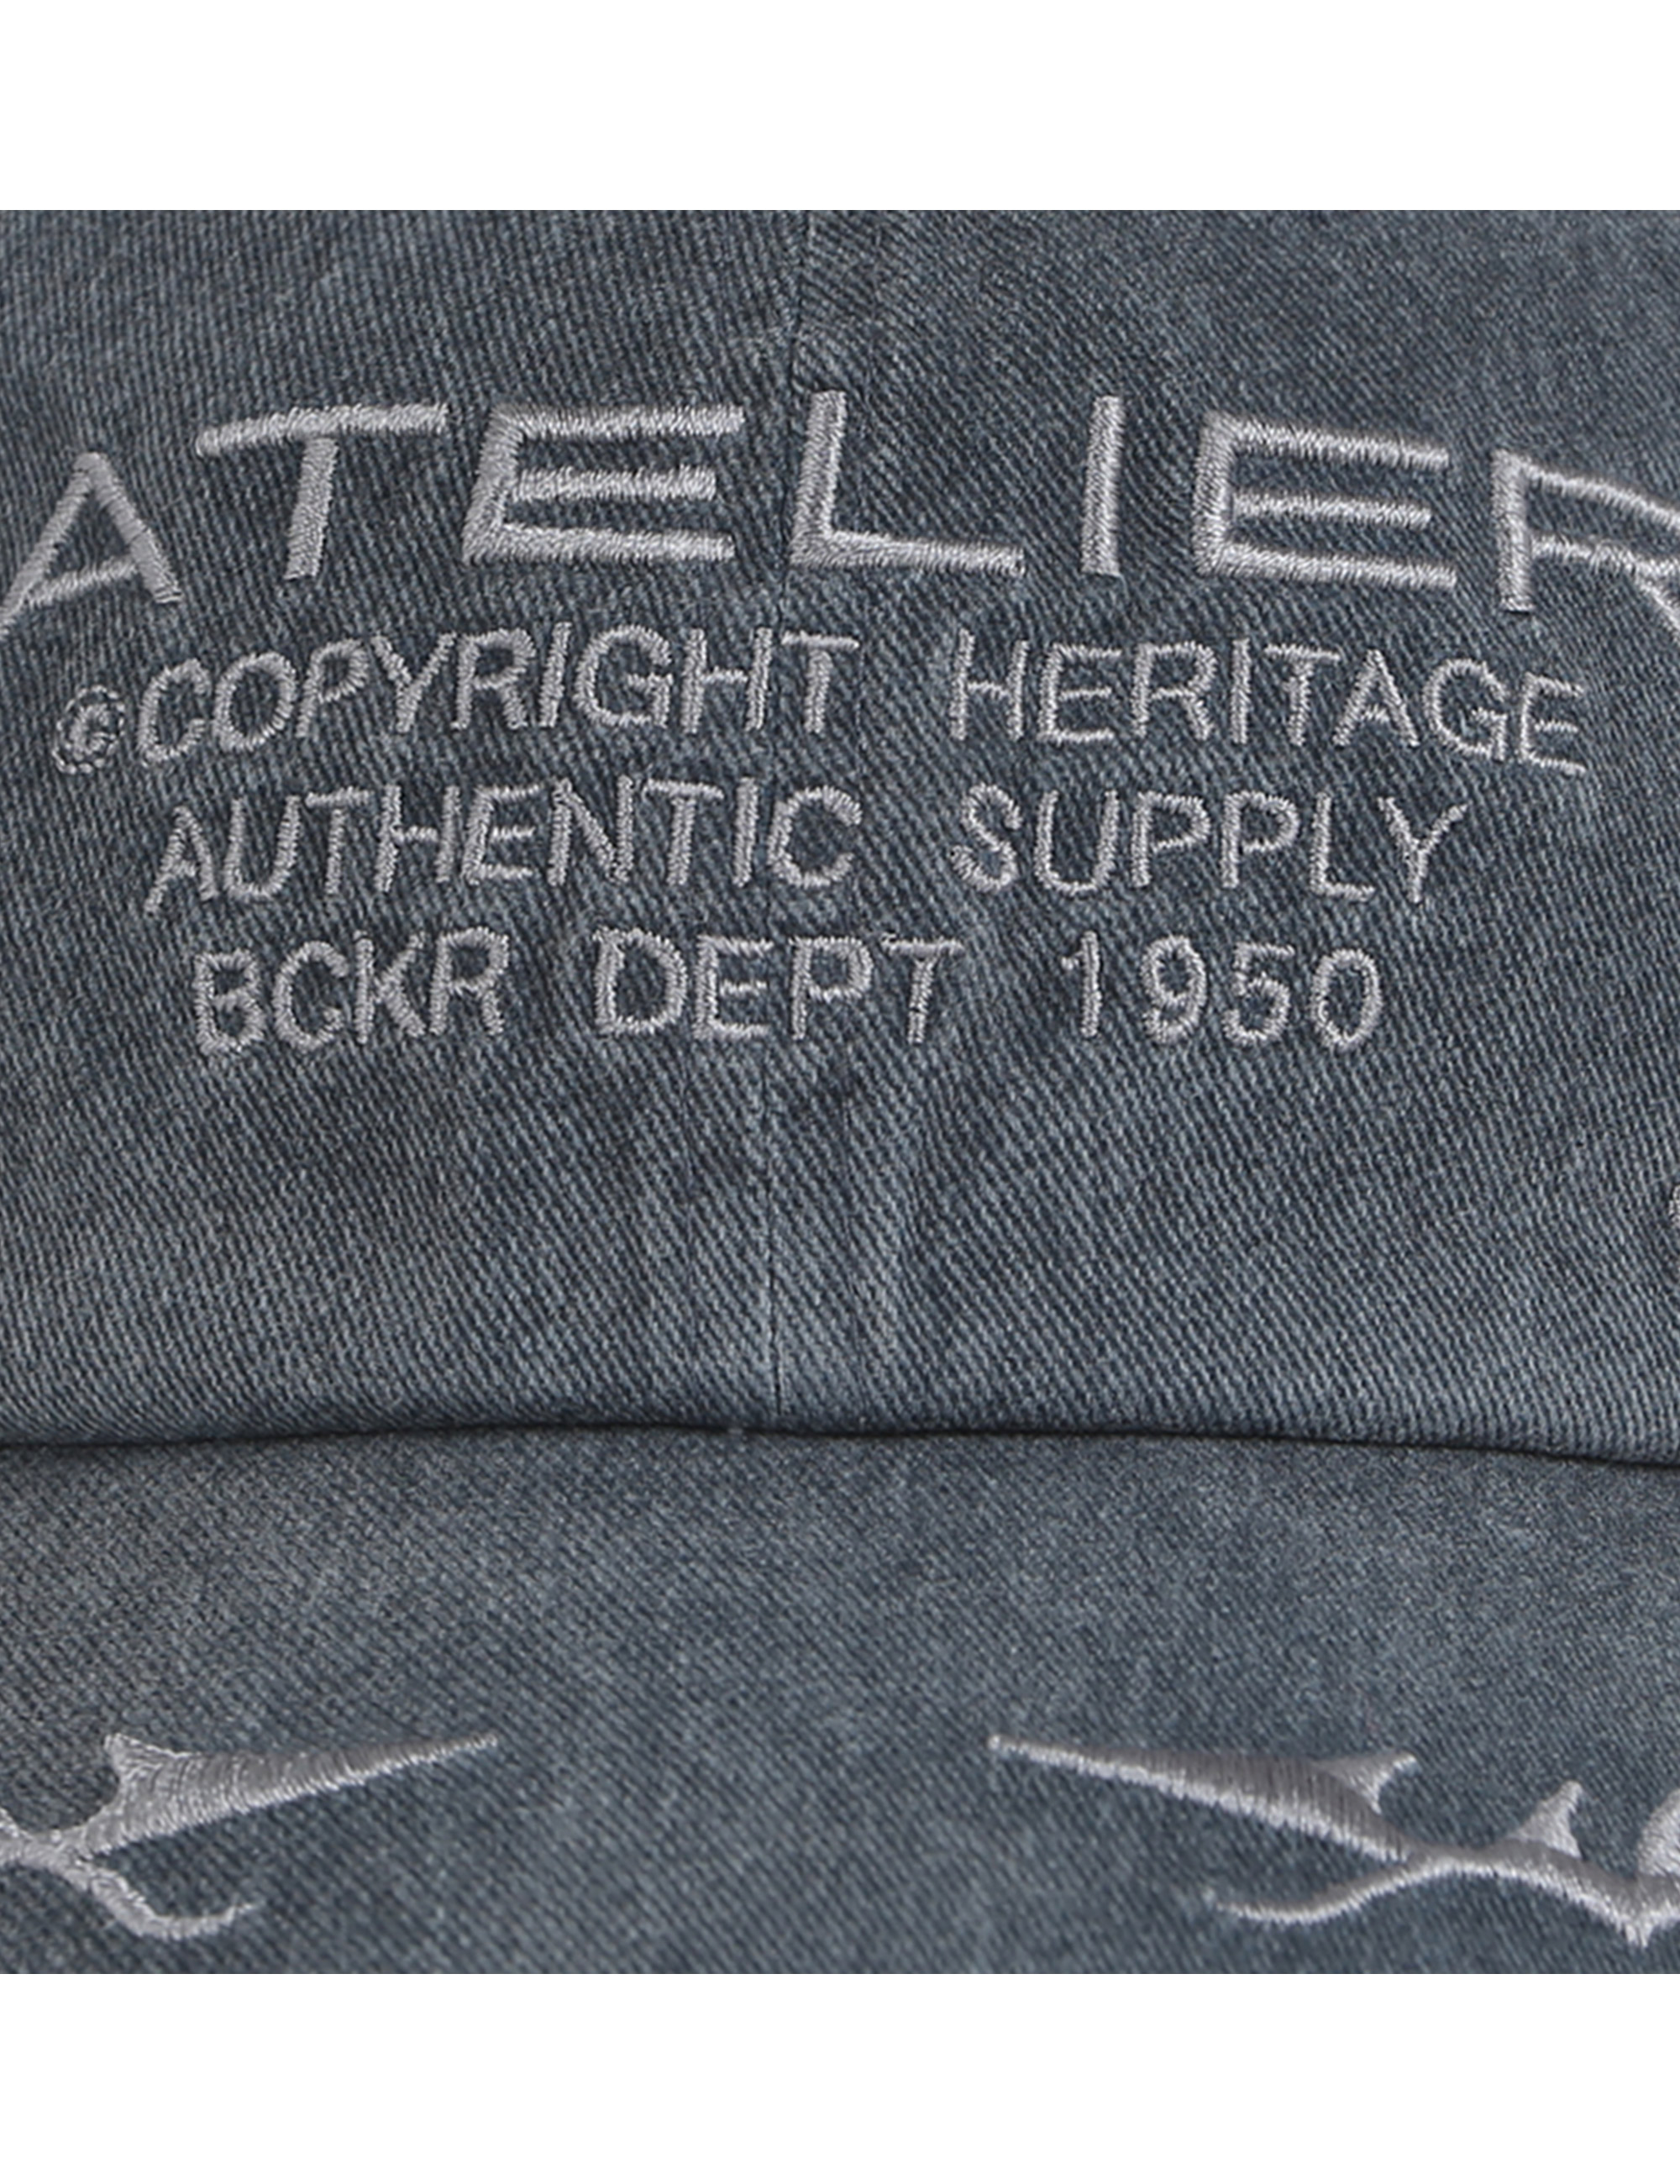 ATELIER
©COPYRIGHT HERITAGE
AUTHENTIC SUPPLY
BCKR DEPT 1950